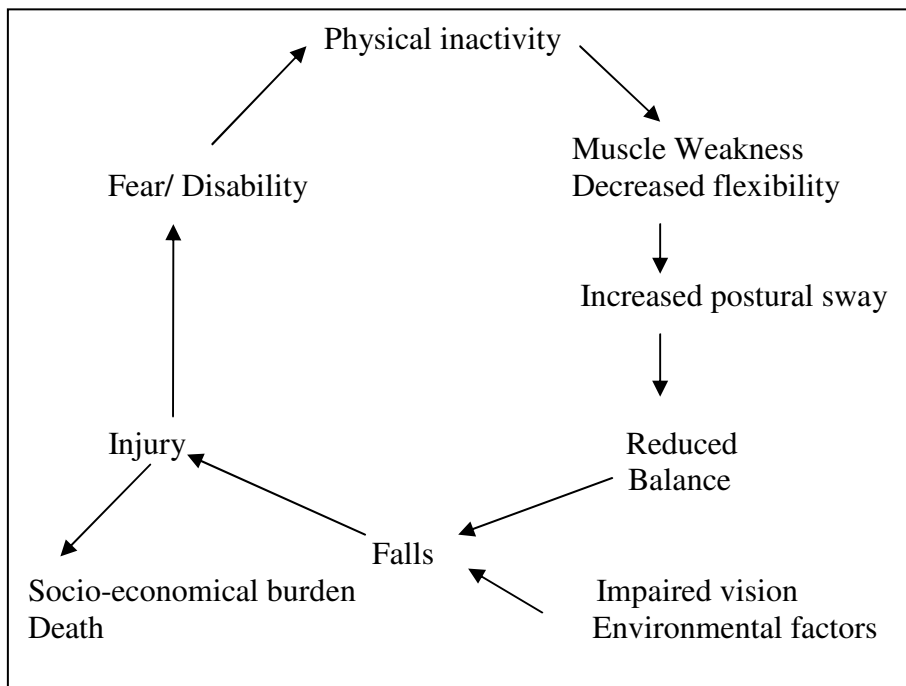 Physical inactivity
Muscle Weakness
Decreased flexibility
Fear/ Disability
Increased postural sway
Injury
Reduced
Balance
Falls
Socio-economical burden
Death
Impaired vision
Environmental factors